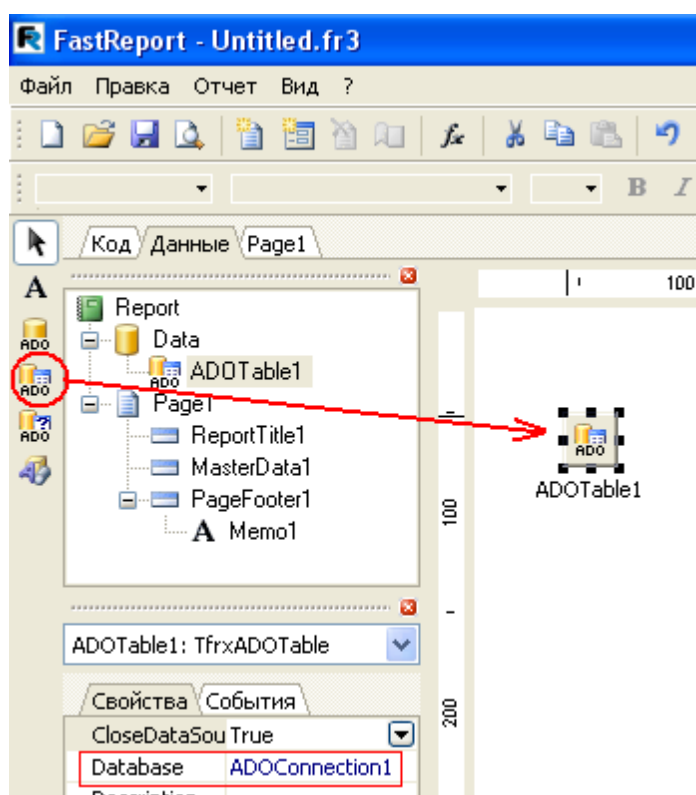 FastReport - Untitled.fr3
Файл Правка Отчет Вид ?
B I
Код Данные Page1
100
A
Report
ADO
Data
ADO ADOTable1
ADO
Page1
ADO
ReportTitle1
ADO
MasterData1
ADOTable1
PageFooter1
100
A Memo1
ADOTable1: TfrxADOTable
Свойства События
200
CloseDataSou True
Database ADOConnection1